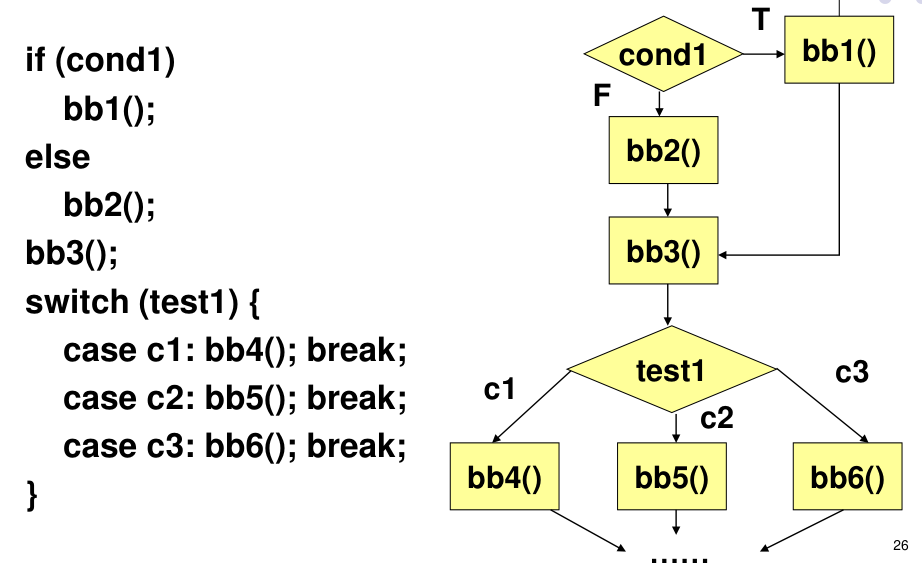 if (cond1)
bb1();
else
bb2();
bb3();
switch (test1) {
case c1: bb4(); break;
case c2: bb5(); break;
case c3: bb6(); break;
}
T
cond1
bb1()
F
bb2()
bb3()
test1
c1
c2
c3
bb4()
bb5()
bb6()
......
26